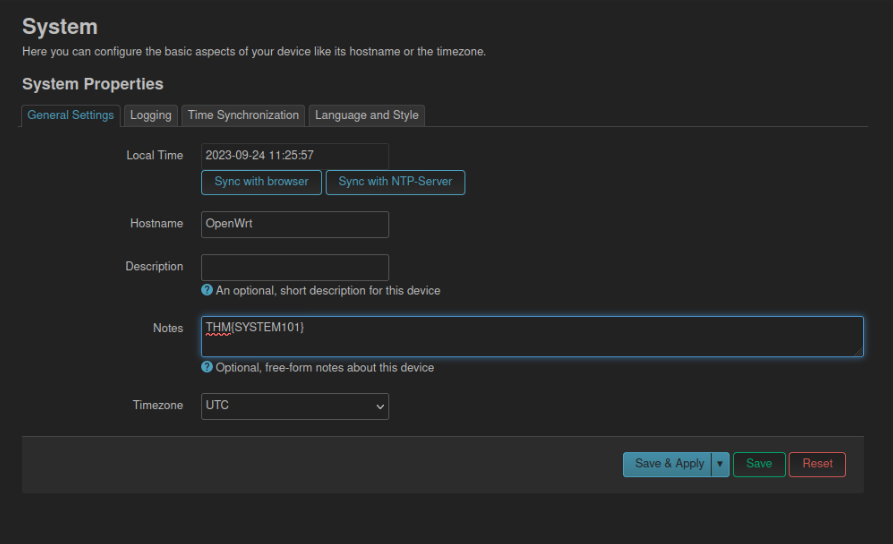 System
Here you can configure the basic aspects of your device like its hostname or the timezone.
System Properties
General Settings Logging Time Synchronization Language and Style
Local Time 2023-09-24 11:25:57
Sync with browser Sync with NTP-Server
Hostname OpenWrt
Description
? An optional, short description for this device
Notes THM{SYSTEM101}
? Optional, free-form notes about this device
Timezone UTC
Save & Apply ▼ Save Reset